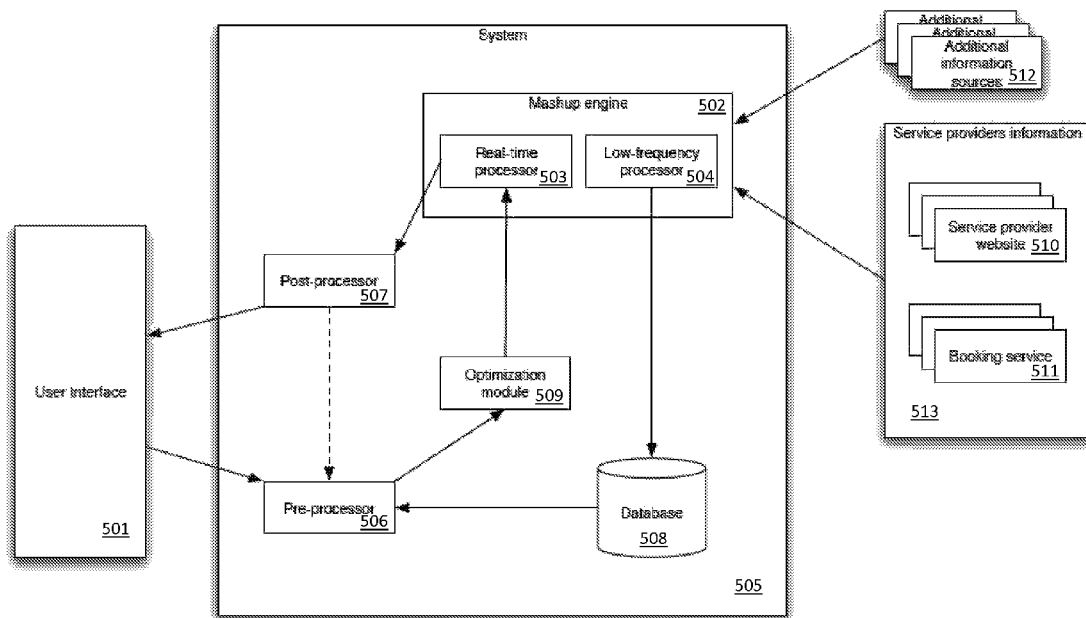 System
Mashup engine
502
Real-time
processor
503
Low-frequency
processor
504
Additional
Additional
Additional
information
sources
512
Service providers information
Service provider
website
510
Booking service
511
513
Post-processor
507
Optimization
module
509
User Interface
501
Pre-processor
506
Database
508
505